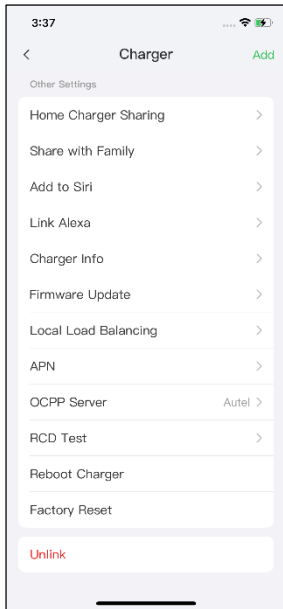 3:37
Charger
Add
Other Settings
Home Charger Sharing
Share with Family
Add to Siri
Link Alexa
Charger Info
Firmware Update
Local Load Balancing
APN
OCPP Server Autel
RCD Test
Reboot Charger
Factory Reset
Unlink